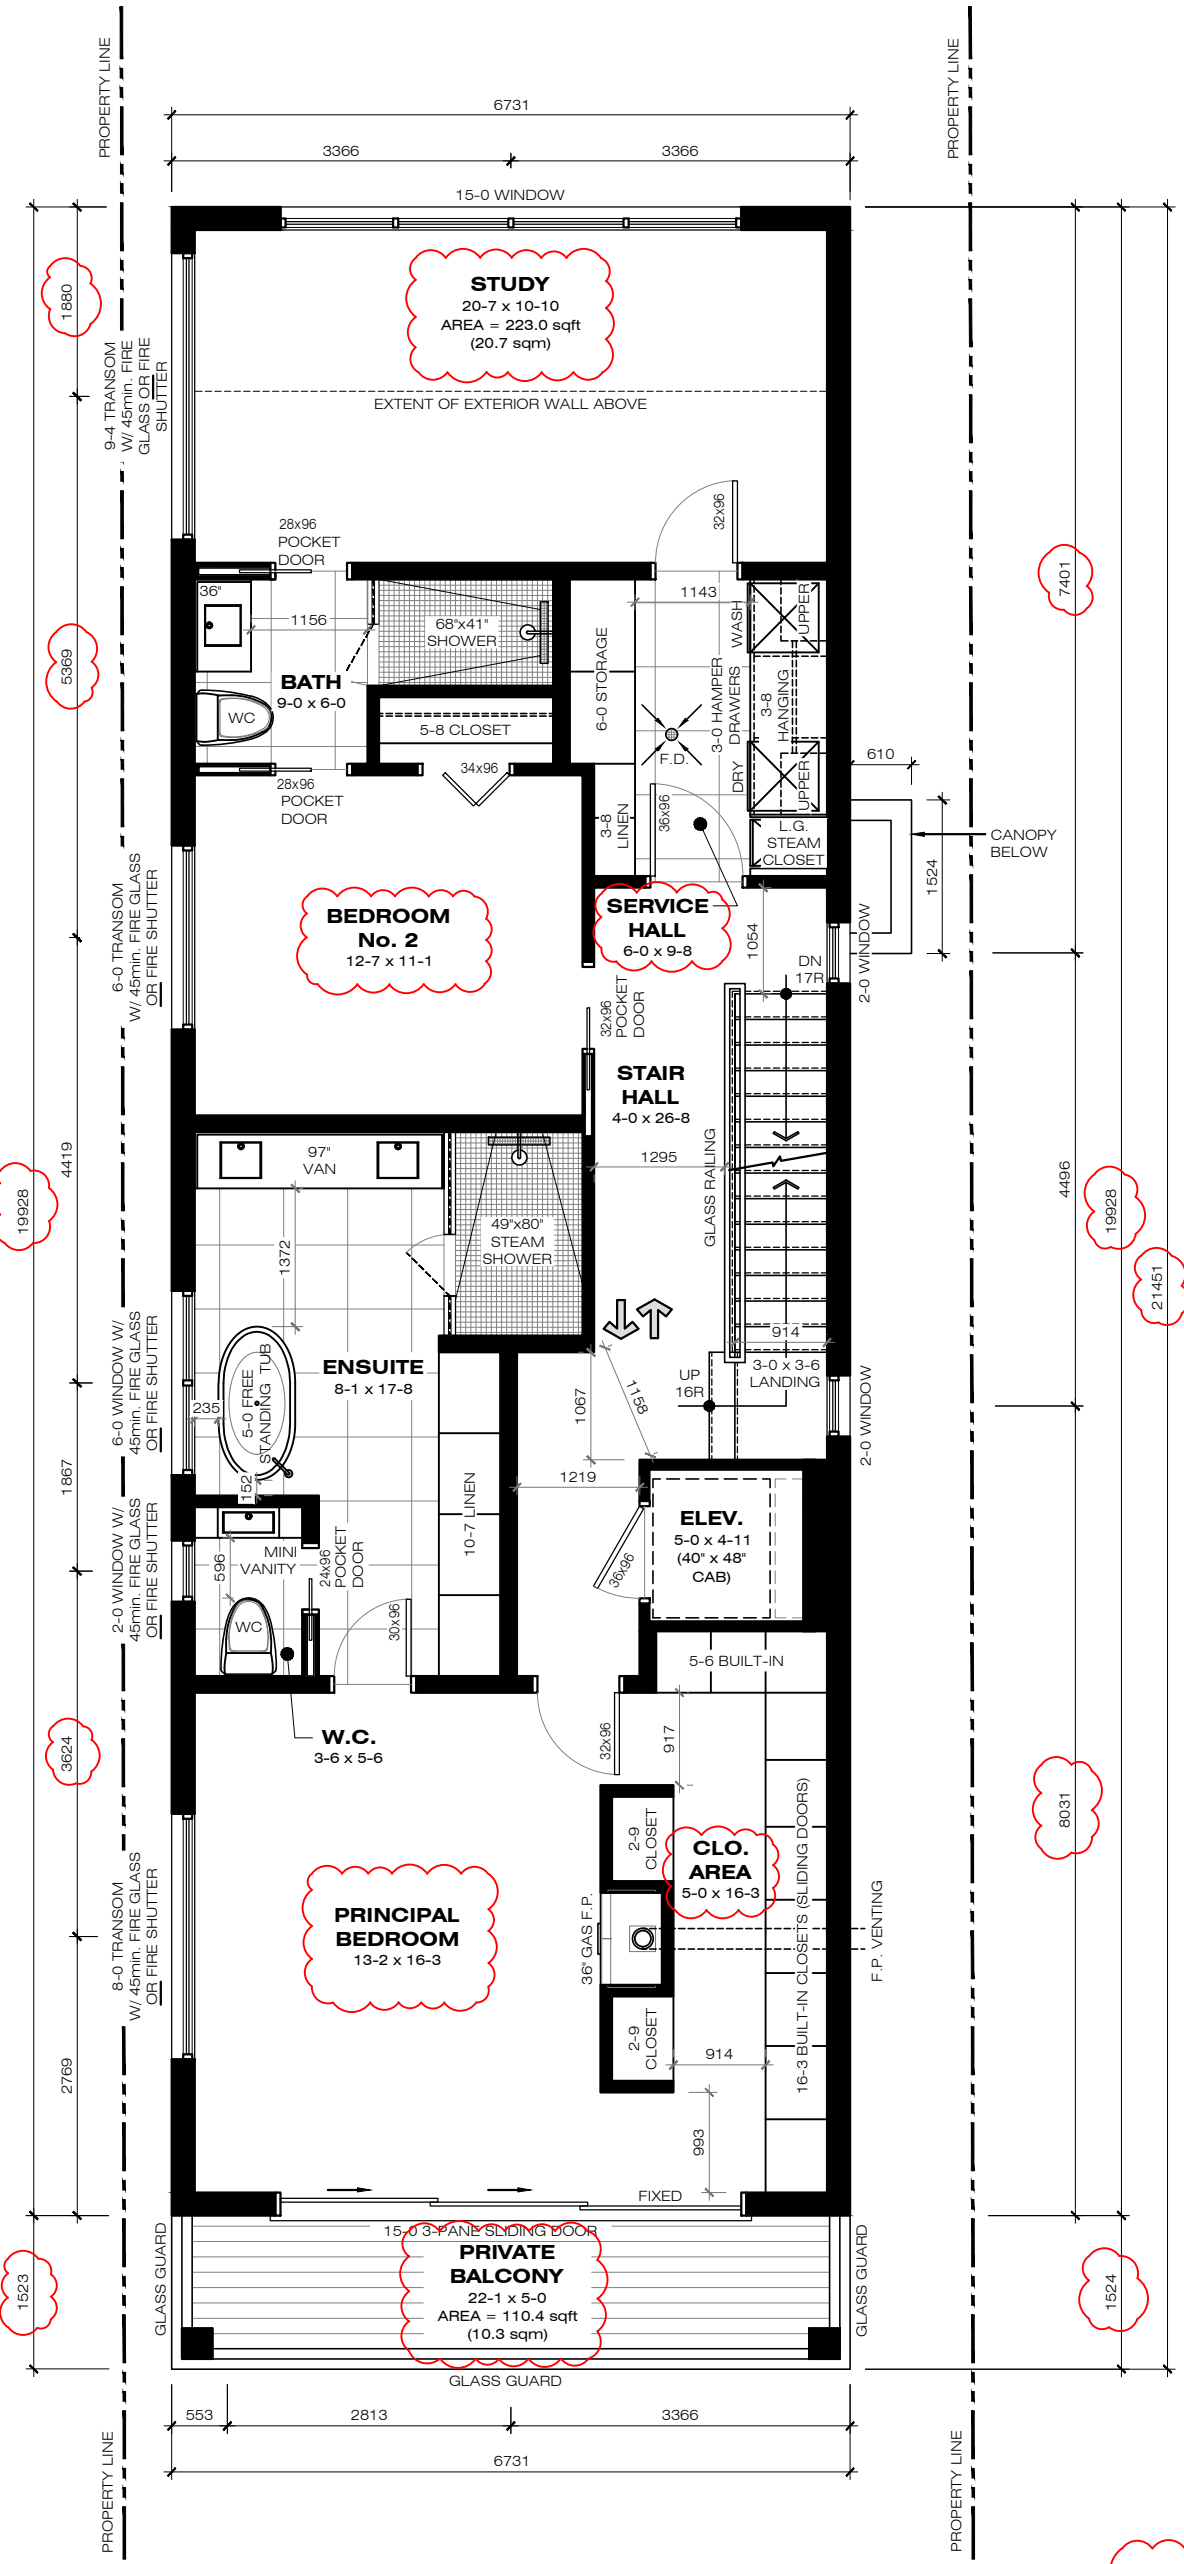 PROPERTY LINE
PROPERTY LINE
6731
3366
3366
15-0 WINDOW
STUDY
20-7 x 10-10
AREA = 223.0 sqft
(20.7 sqm)
1880
9-4 TRANSOM
W/ 45min. FIRE
GLASS OR FIRE
SHUTTER
EXTENT OF EXTERIOR WALL ABOVE
32x96
28x96
POCKET
DOOR
7401
36"
1156
68"x41"
SHOWER
1143
WASH
UPPER
5369
BATH
9-0 x 6-0
WC
5-8 CLOSET
6-0 STORAGE
3-0 HAMPER
DRAWERS
3-8
HANGING
F.D.
DRY
UPPER
610
28x96
POCKET
DOOR
34x96
3-8
LINEN
36x96
L.G.
STEAM
CLOSET
CANOPY
BELOW
1524
6-0 TRANSOM
W/ 45min. FIRE GLASS
OR FIRE SHUTTER
BEDROOM
No. 2
12-7 x 11-1
SERVICE
HALL
6-0 x 9-8
1054
DN
17R
2-0 WINDOW
32x96
POCKET
DOOR
STAIR
HALL
4-0 x 26-8
4419
19928
97"
VAN
1295
GLASS RAILING
4496
19928
21451
1372
49"x80"
STEAM
SHOWER
6-0 WINDOW W/
45min. FIRE GLASS
OR FIRE SHUTTER
914
3-0 x 3-6
LANDING
UP
16R
2-0 WINDOW
ENSUITE
8-1 x 17-8
235
5-0 FREE
STANDING TUB
1067
1158
1867
152
1219
10-7 LINEN
ELEV.
5-0 x 4-11
(40" x 48"
CAB)
36x96
2-0 WINDOW W/
45min. FIRE GLASS
OR FIRE SHUTTER
596
MINI
VANITY
24x96
POCKET
DOOR
WC
30x96
5-6 BUILT-IN
W.C.
3-6 x 5-6
3624
32x96
917
8-0 TRANSOM
W/ 45min. FIRE GLASS
OR FIRE SHUTTER
2-9
CLOSET
CLO.
AREA
5-0 x 16-3
16-3 BUILT-IN CLOSETS (SLIDING DOORS)
8031
PRINCIPAL
BEDROOM
13-2 x 16-3
36" GAS F.P.
F.P. VENTING
2-9
CLOSET
914
2769
993
FIXED
15-0 3-PANE SLIDING DOOR
GLASS GUARD
PRIVATE
BALCONY
22-1 x 5-0
AREA = 110.4 sqft
(10.3 sqm)
GLASS GUARD
1523
1524
GLASS GUARD
553
2813
3366
6731
PROPERTY LINE
PROPERTY LINE